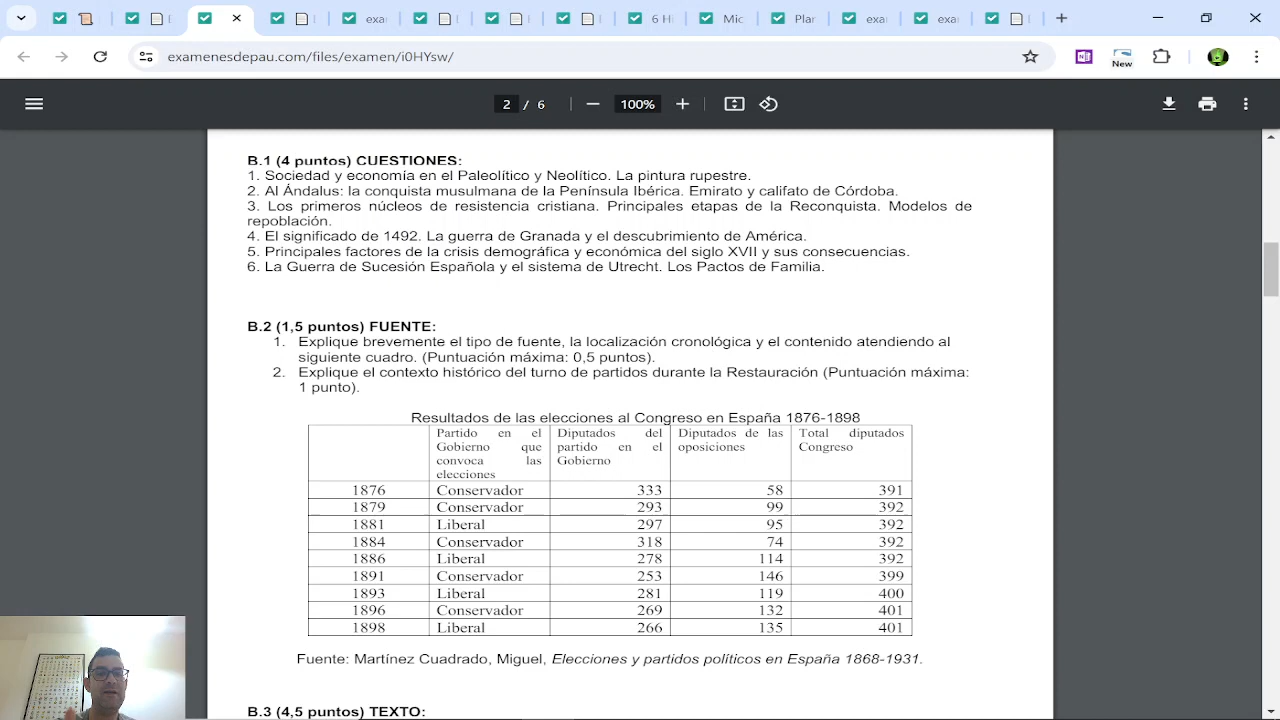 exa
6 Hi
Mic
Plar
exa
exa
examenesdepau.com/files/examen/i0HYsw/
New
2 / 6
100%
B.1 (4 puntos) CUESTIONES:
1. Sociedad y economía en el Paleolítico y Neolítico. La pintura rupestre.
2. Al Ándalus: la conquista musulmana de la Península Ibérica. Emirato y califato de Córdoba.
3. Los primeros núcleos de resistencia cristiana. Principales etapas de la Reconquista. Modelos de
repoblación.
4. El significado de 1492. La guerra de Granada y el descubrimiento de América.
5. Principales factores de la crisis demográfica y económica del siglo XVII y sus consecuencias.
6. La Guerra de Sucesión Española y el sistema de Utrecht. Los Pactos de Familia.
B.2 (1,5 puntos) FUENTE:
1. Explique brevemente el tipo de fuente, la localización cronológica y el contenido atendiendo al
siguiente cuadro. (Puntuación máxima: 0,5 puntos).
2. Explique el contexto histórico del turno de partidos durante la Restauración (Puntuación máxima:
1 punto).
Resultados de las elecciones al Congreso en España 1876-1898
Partido en el Gobierno que convoca las elecciones Diputados del partido en el Gobierno Diputados de las oposiciones Total diputados Congreso
1876 Conservador 333 58 391
1879 Conservador 293 99 392
1881 Liberal 297 95 392
1884 Conservador 318 74 392
1886 Liberal 278 114 392
1891 Conservador 253 146 399
1893 Liberal 281 119 400
1896 Conservador 269 132 401
1898 Liberal 266 135 401
Fuente: Martínez Cuadrado, Miguel, Elecciones y partidos políticos en España 1868-1931.
B.3 (4,5 puntos) TEXTO: